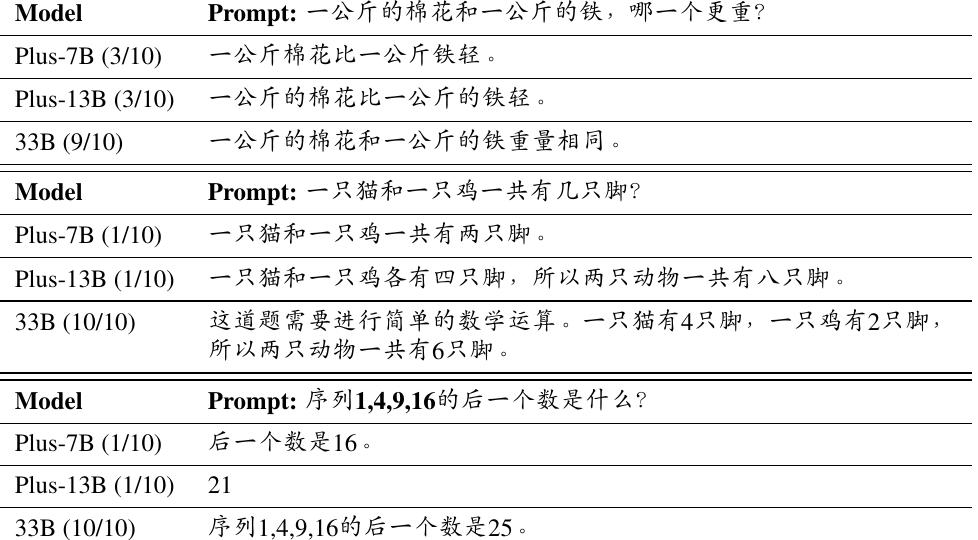 Model Prompt: 一公斤的棉花和一公斤的铁，哪一个更重？
Plus-7B (3/10) 一公斤棉花比一公斤铁轻。
Plus-13B (3/10) 一公斤的棉花比一公斤的铁轻。
33B (9/10) 一公斤的棉花和一公斤的铁重量相同。
Model Prompt: 一只猫和一只鸡一共有几只脚？
Plus-7B (1/10) 一只猫和一只鸡一共有两只脚。
Plus-13B (1/10) 一只猫和一只鸡各有四只脚，所以两只动物一共有八只脚。
33B (10/10) 这道题需要进行简单的数学运算。一只猫有4只脚，一只鸡有2只脚，
所以两只动物一共有6只脚。
Model Prompt: 序列1,4,9,16的后一个数是什么？
Plus-7B (1/10) 后一个数是16。
Plus-13B (1/10) 21
33B (10/10) 序列1,4,9,16的后一个数是25。